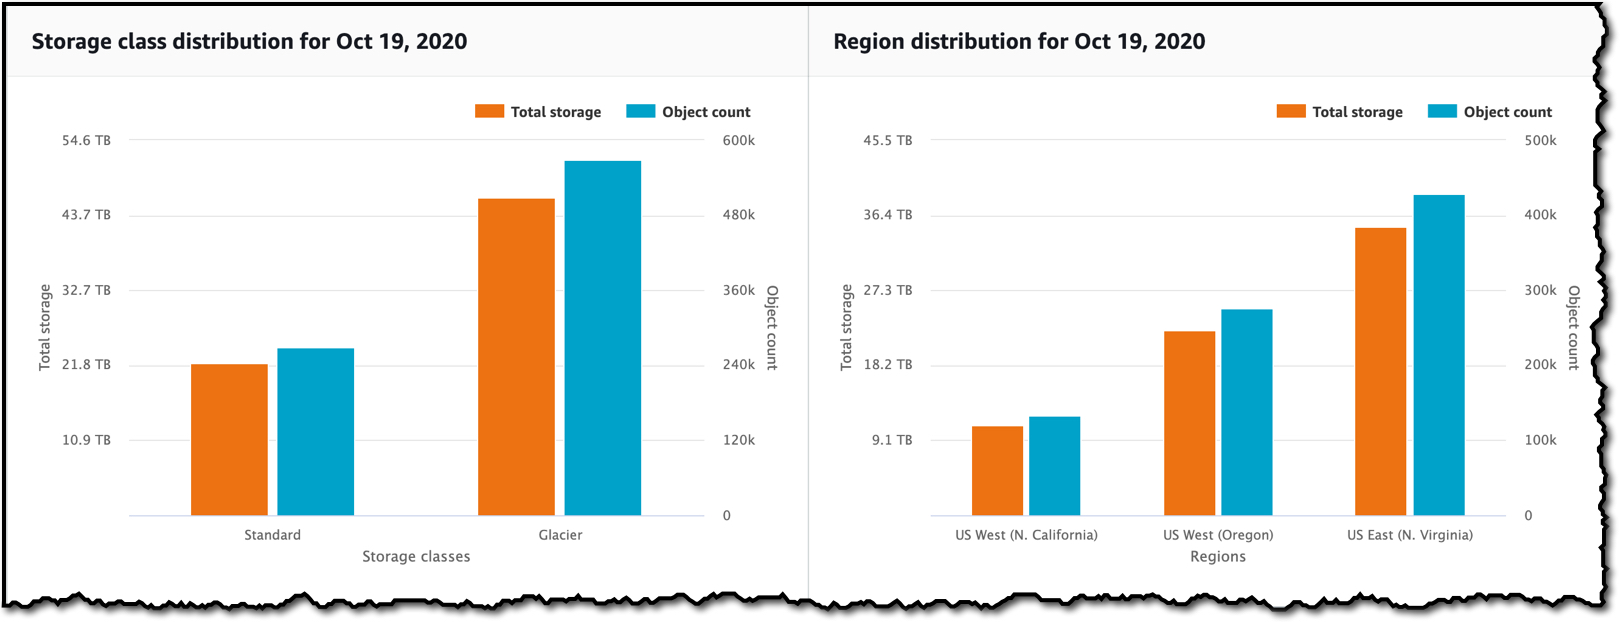 Storage class distribution for Oct 19, 2020
Total storage
Object count
54.6 TB
43.7 TB
32.7 TB
21.8 TB
10.9 TB
Total storage
600k
480k
360k
240k
120k
0
Object count
Standard
Glacier
Storage classes
Region distribution for Oct 19, 2020
Total storage
Object count
45.5 TB
36.4 TB
27.3 TB
18.2 TB
9.1 TB
Total storage
500k
400k
300k
200k
100k
0
Object count
US West (N. California)
US West (Oregon)
US East (N. Virginia)
Regions